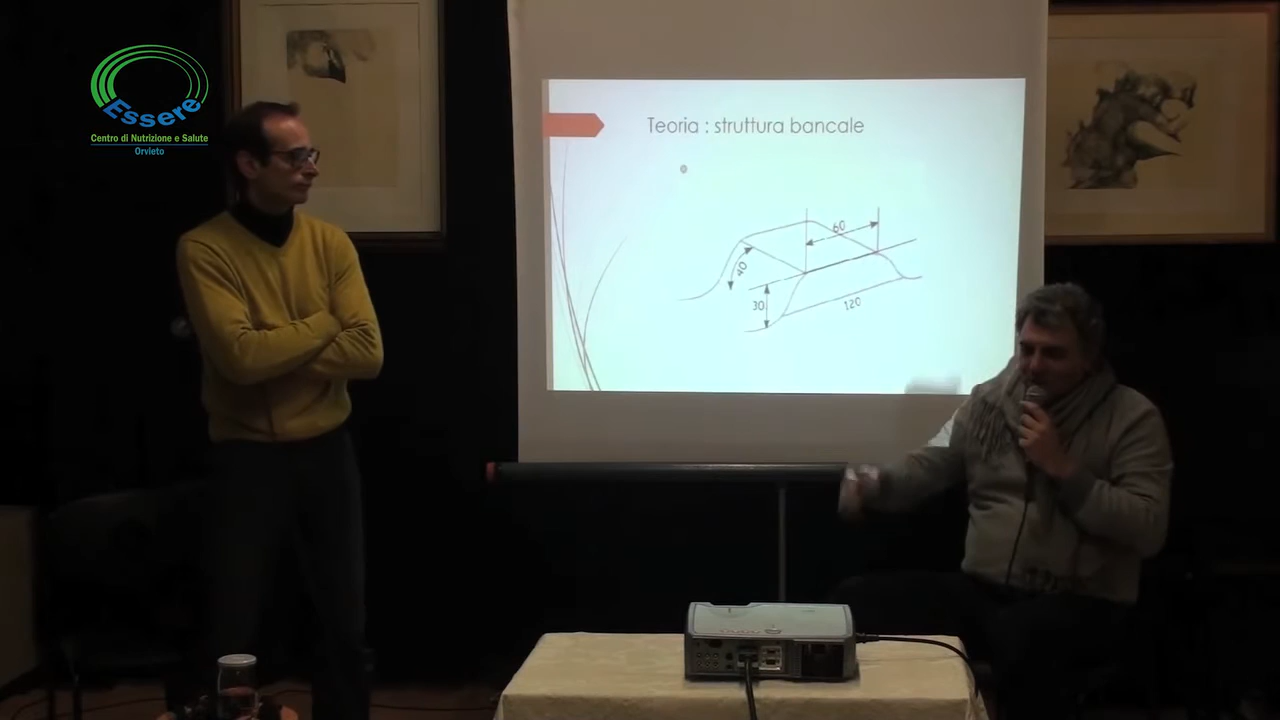 Essere
Centro di Nutrizione e Salute
Orvieto
Teoria : struttura bancale
60
40
30
120